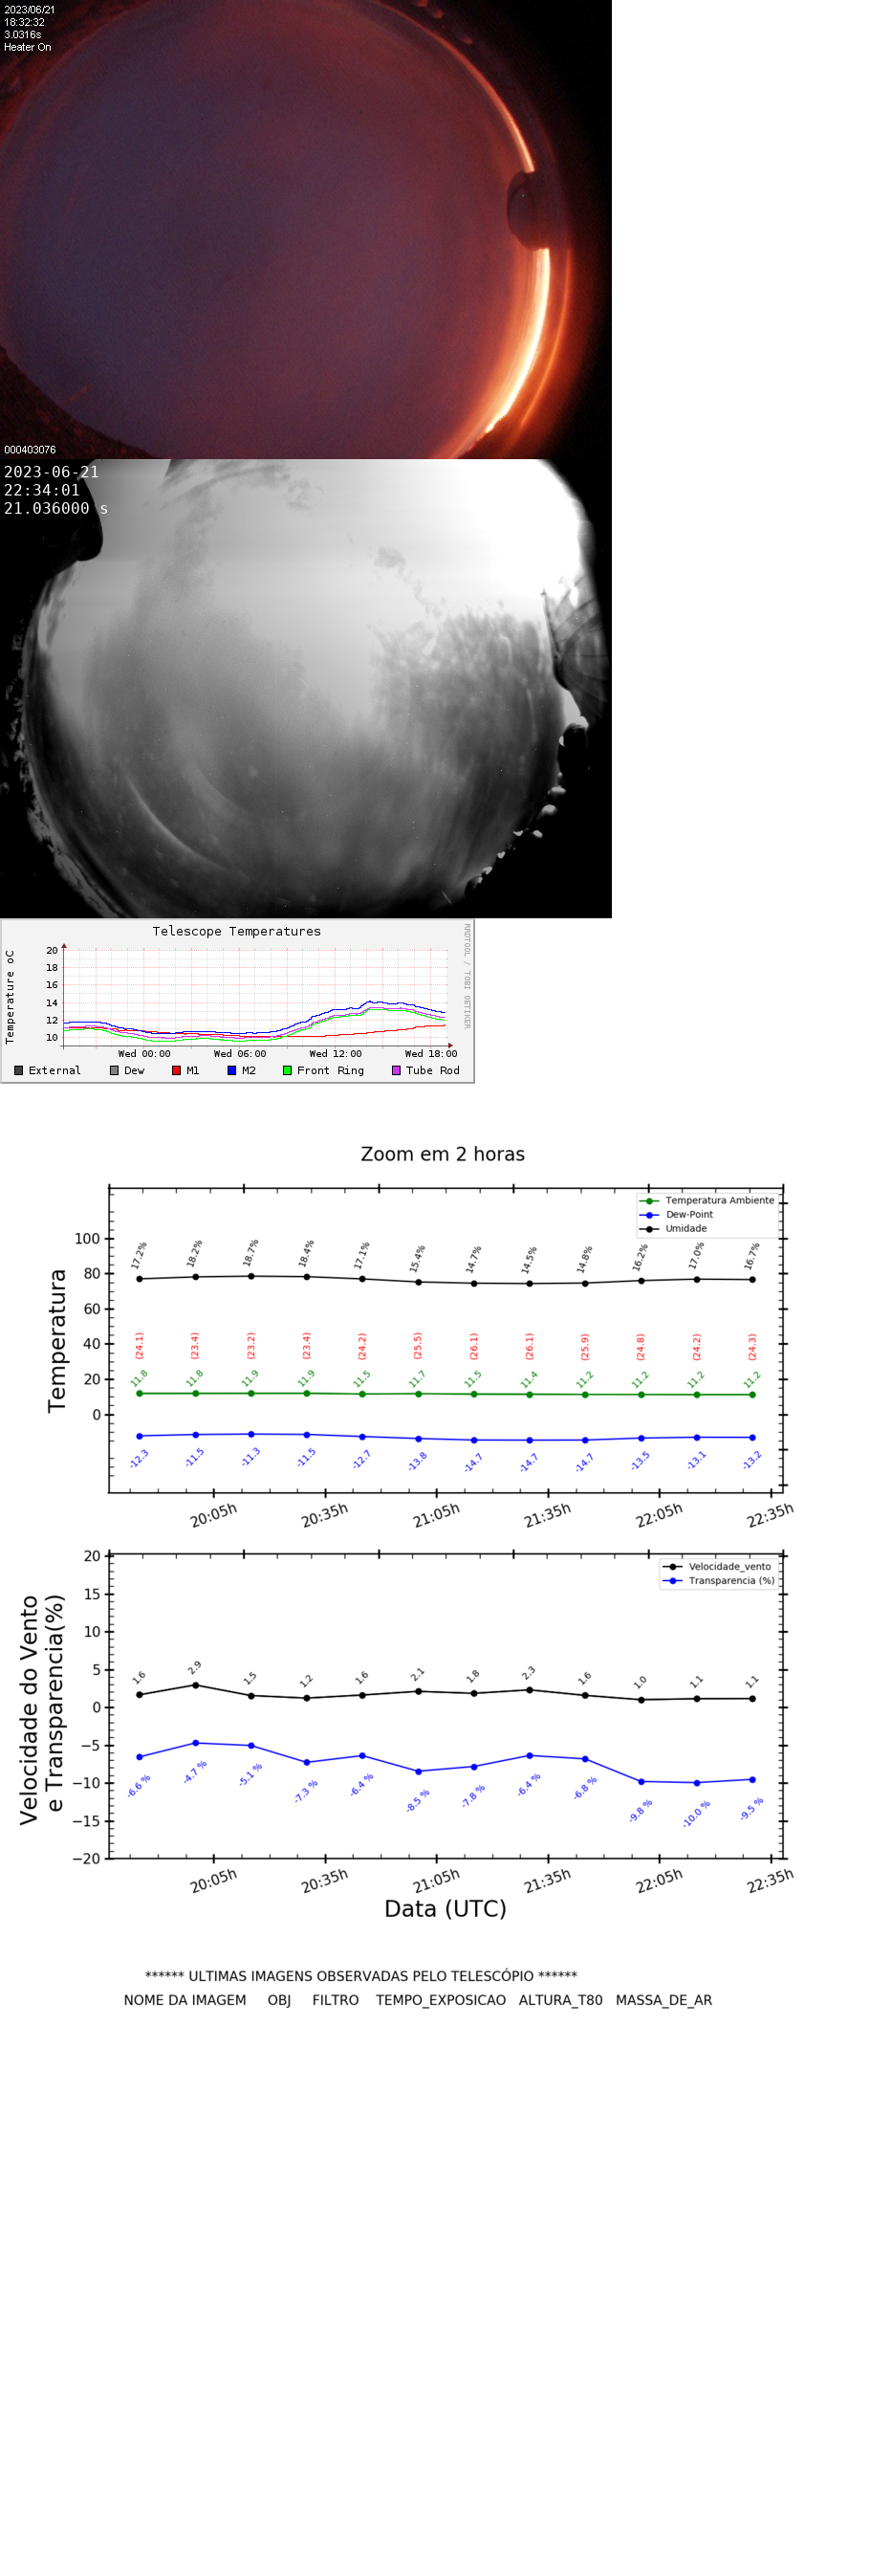 2023/06/21
18:32:32
3.0316s
Heater On
000403076
2023-06-21
22:34:01
21.036000 s
Telescope Temperatures
RRDTOOL / TOBI OETIKER
Temperature oC
20
18
16
14
12
10
Wed 00:00 Wed 06:00 Wed 12:00 Wed 18:00
External Dew M1 M2 Front Ring Tube Rod
Zoom em 2 horas
Temperatura Ambiente
Dew-Point
Umidade
Temperatura
100
80
60
40
20
0
17.2% 18.2% 18.7% 18.4% 17.1% 15.4% 14.7% 14.5% 14.8% 16.2% 17.0% 16.7%
(24.1) (23.4) (23.2) (23.4) (24.2) (25.5) (26.1) (26.1) (25.9) (24.8) (24.2) (24.3)
11.8 11.8 11.9 11.9 11.5 11.7 11.5 11.4 11.2 11.2 11.2 11.2
-12.3 -11.5 -11.3 -11.5 -12.7 -13.8 -14.7 -14.7 -14.7 -13.5 -13.1 -13.2
20:05h 20:35h 21:05h 21:35h 22:05h 22:35h
Velocidade_vento
Transparencia (%)
Velocidade do Vento
e Transparencia(%)
20
15
10
5
0
−5
−10
−15
−20
1.6 2.9 1.5 1.2 1.6 2.1 1.8 2.3 1.6 1.0 1.1 1.1
-6.6 % -4.7 % -5.1 % -7.3 % -6.4 % -8.5 % -7.8 % -6.4 % -6.8 % -9.8 % -10.0 % -9.5 %
20:05h 20:35h 21:05h 21:35h 22:05h 22:35h
Data (UTC)
****** ULTIMAS IMAGENS OBSERVADAS PELO TELESCÓPIO ******
NOME DA IMAGEM OBJ FILTRO TEMPO_EXPOSICAO ALTURA_T80 MASSA_DE_AR